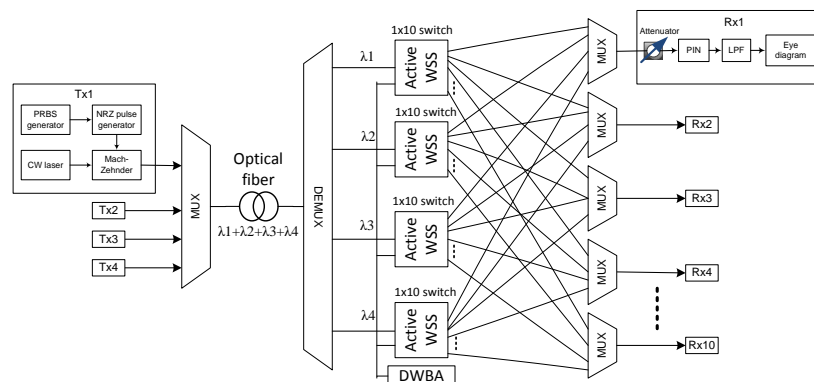 Tx1
PRBS
generator
NRZ pulse
generator
CW laser
Mach-
Zehnder
Tx2
Tx3
Tx4
MUX
Optical
fiber
λ1+λ2+λ3+λ4
DEMUX
λ1
λ2
λ3
λ4
1x10 switch
Active
WSS
1x10 switch
Active
WSS
1x10 switch
Active
WSS
1x10 switch
Active
WSS
DWBA
MUX
MUX
MUX
MUX
MUX
Rx1
Attenuator
PIN
LPF
Eye
diagram
Rx2
Rx3
Rx4
Rx10